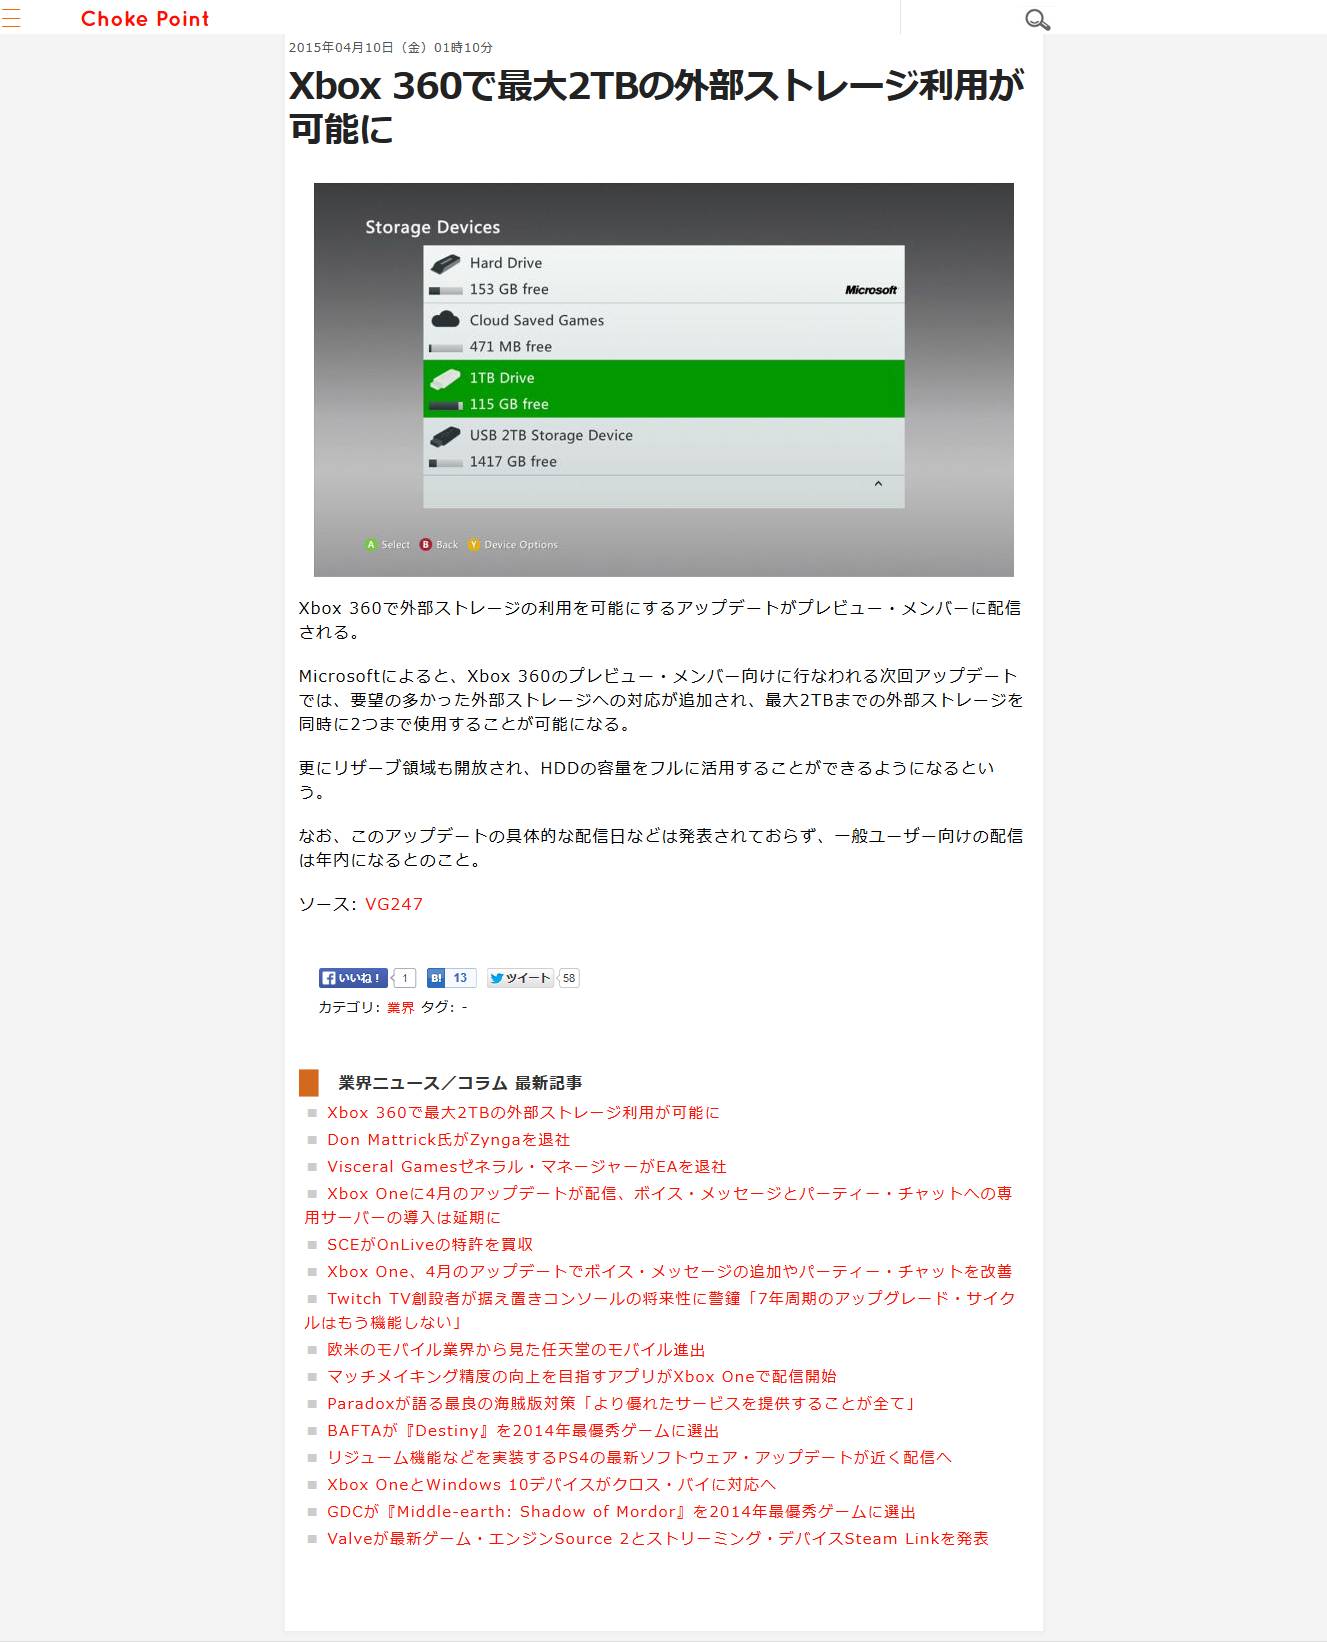 Choke Point
2015年04月10日（金）01時10分
Xbox 360で最大2TBの外部ストレージ利用が
可能に
Storage Devices
Hard Drive
153 GB free
Microsoft
Cloud Saved Games
471 MB free
1TB Drive
115 GB free
USB 2TB Storage Device
1417 GB free
A Select B Back Y Device Options
Xbox 360で外部ストレージの利用を可能にするアップデートがプレビュー・メンバーに配信
される。
Microsoftによると、Xbox 360のプレビュー・メンバー向けに行なわれる次回アップデート
では、要望の多かった外部ストレージへの対応が追加され、最大2TBまでの外部ストレージを
同時に2つまで使用することが可能になる。
更にリザーブ領域も開放され、HDDの容量をフルに活用することができるようになるとい
う。
なお、このアップデートの具体的な配信日などは発表されておらず、一般ユーザー向けの配信
は年内になるとのこと。
ソース: VG247
いいね！ 1 B! 13 ツイート 58
カテゴリ: 業界 タグ: -
業界ニュース／コラム 最新記事
Xbox 360で最大2TBの外部ストレージ利用が可能に
Don Mattrick氏がZyngaを退社
Visceral Gamesゼネラル・マネージャーがEAを退社
Xbox Oneに4月のアップデートが配信、ボイス・メッセージとパーティー・チャットへの専
用サーバーの導入は延期に
SCEがOnLiveの特許を買収
Xbox One、4月のアップデートでボイス・メッセージの追加やパーティー・チャットを改善
Twitch TV創設者が据え置きコンソールの将来性に警鐘「7年周期のアップグレード・サイク
ルはもう機能しない」
欧米のモバイル業界から見た任天堂のモバイル進出
マッチメイキング精度の向上を目指すアプリがXbox Oneで配信開始
Paradoxが語る最良の海賊版対策「より優れたサービスを提供することが全て」
BAFTAが『Destiny』を2014年最優秀ゲームに選出
リジューム機能などを実装するPS4の最新ソフトウェア・アップデートが近く配信へ
Xbox OneとWindows 10デバイスがクロス・バイに対応へ
GDCが『Middle-earth: Shadow of Mordor』を2014年最優秀ゲームに選出
Valveが最新ゲーム・エンジンSource 2とストリーミング・デバイスSteam Linkを発表